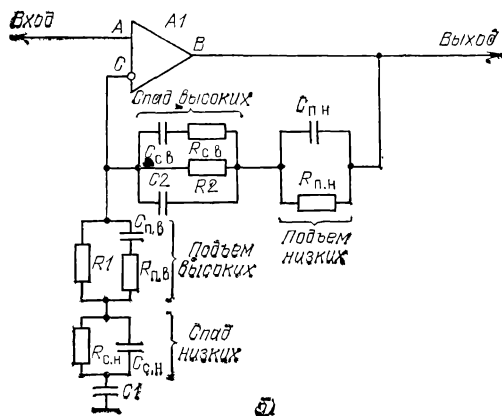 Вход A A1
C B Выход
Спад высоких
Cс.в Rс.в
C2 R2
Cп.н
Rп.н
Подъем
низких
Cп.в
R1 Rп.в
Подъем
высоких
Rс.н Cс.н
Спад
низких
C1
б)